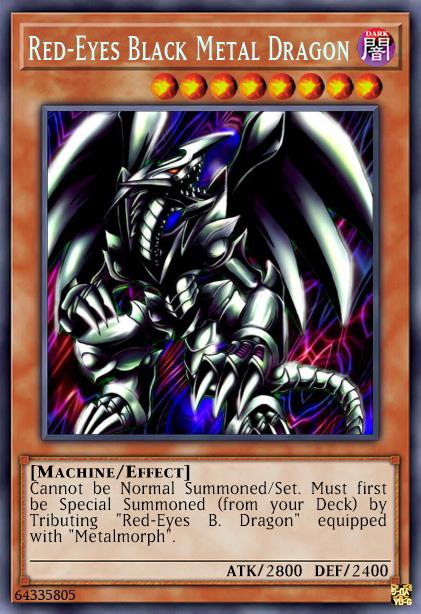 Red-Eyes Black Metal Dragon
DARK
闇
[Machine/Effect]
Cannot be Normal Summoned/Set. Must first
be Special Summoned (from your Deck) by
Tributing "Red-Eyes B. Dragon" equipped
with "Metalmorph".
ATK/2800 DEF/2400
64335805